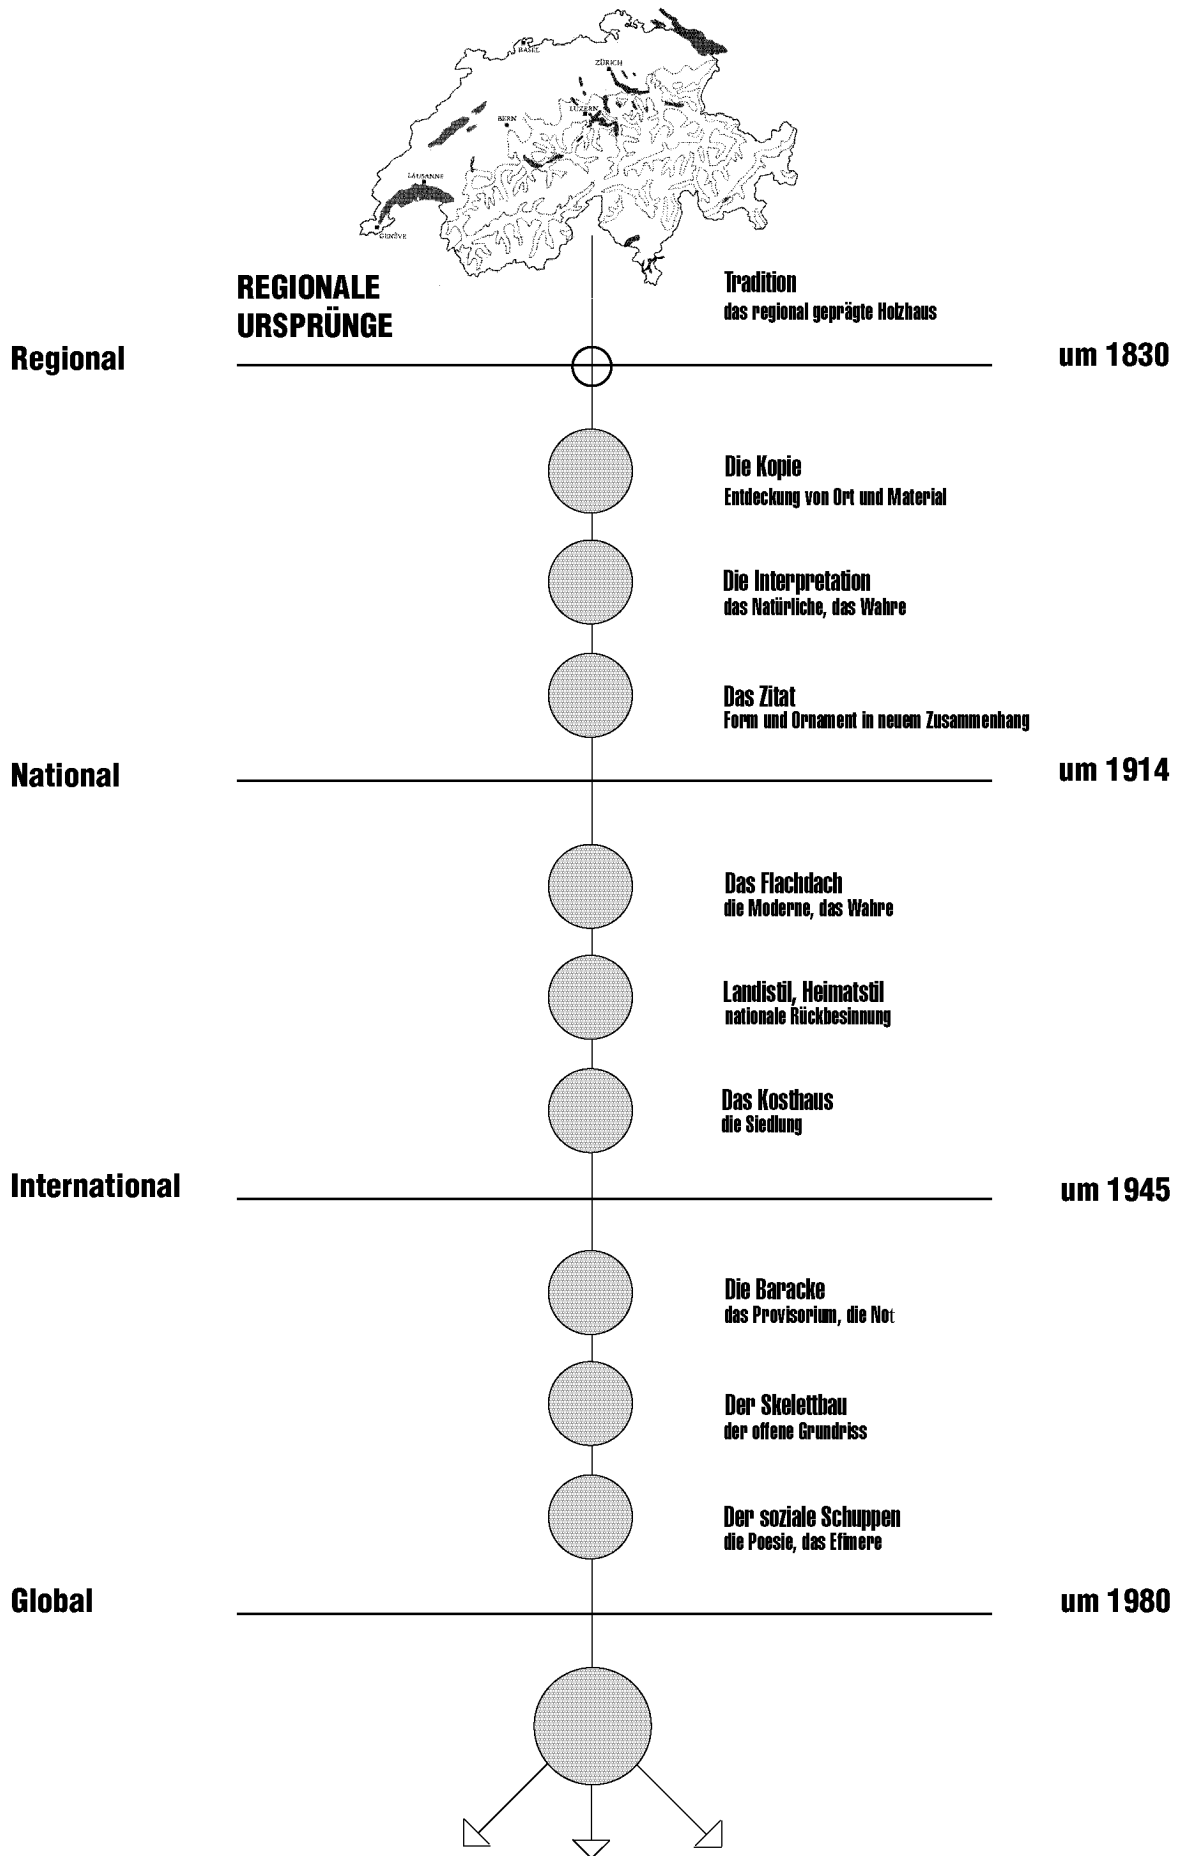 BASEL
ZÜRICH
LUZERN
BERN
LAUSANNE
GENÈVE
REGIONALE
URSPRÜNGE
Tradition
das regional geprägte Holzhaus
Regional
um 1830
Die Kopie
Entdeckung von Ort und Material
Die Interpretation
das Natürliche, das Wahre
Das Zitat
Form und Ornament in neuem Zusammenhang
National
um 1914
Das Flachdach
die Moderne, das Wahre
Landistil, Heimatstil
nationale Rückbesinnung
Das Kosthaus
die Siedlung
International
um 1945
Die Baracke
das Provisorium, die Not
Der Skelettbau
der offene Grundriss
Der soziale Schuppen
die Poesie, das Efimere
Global
um 1980